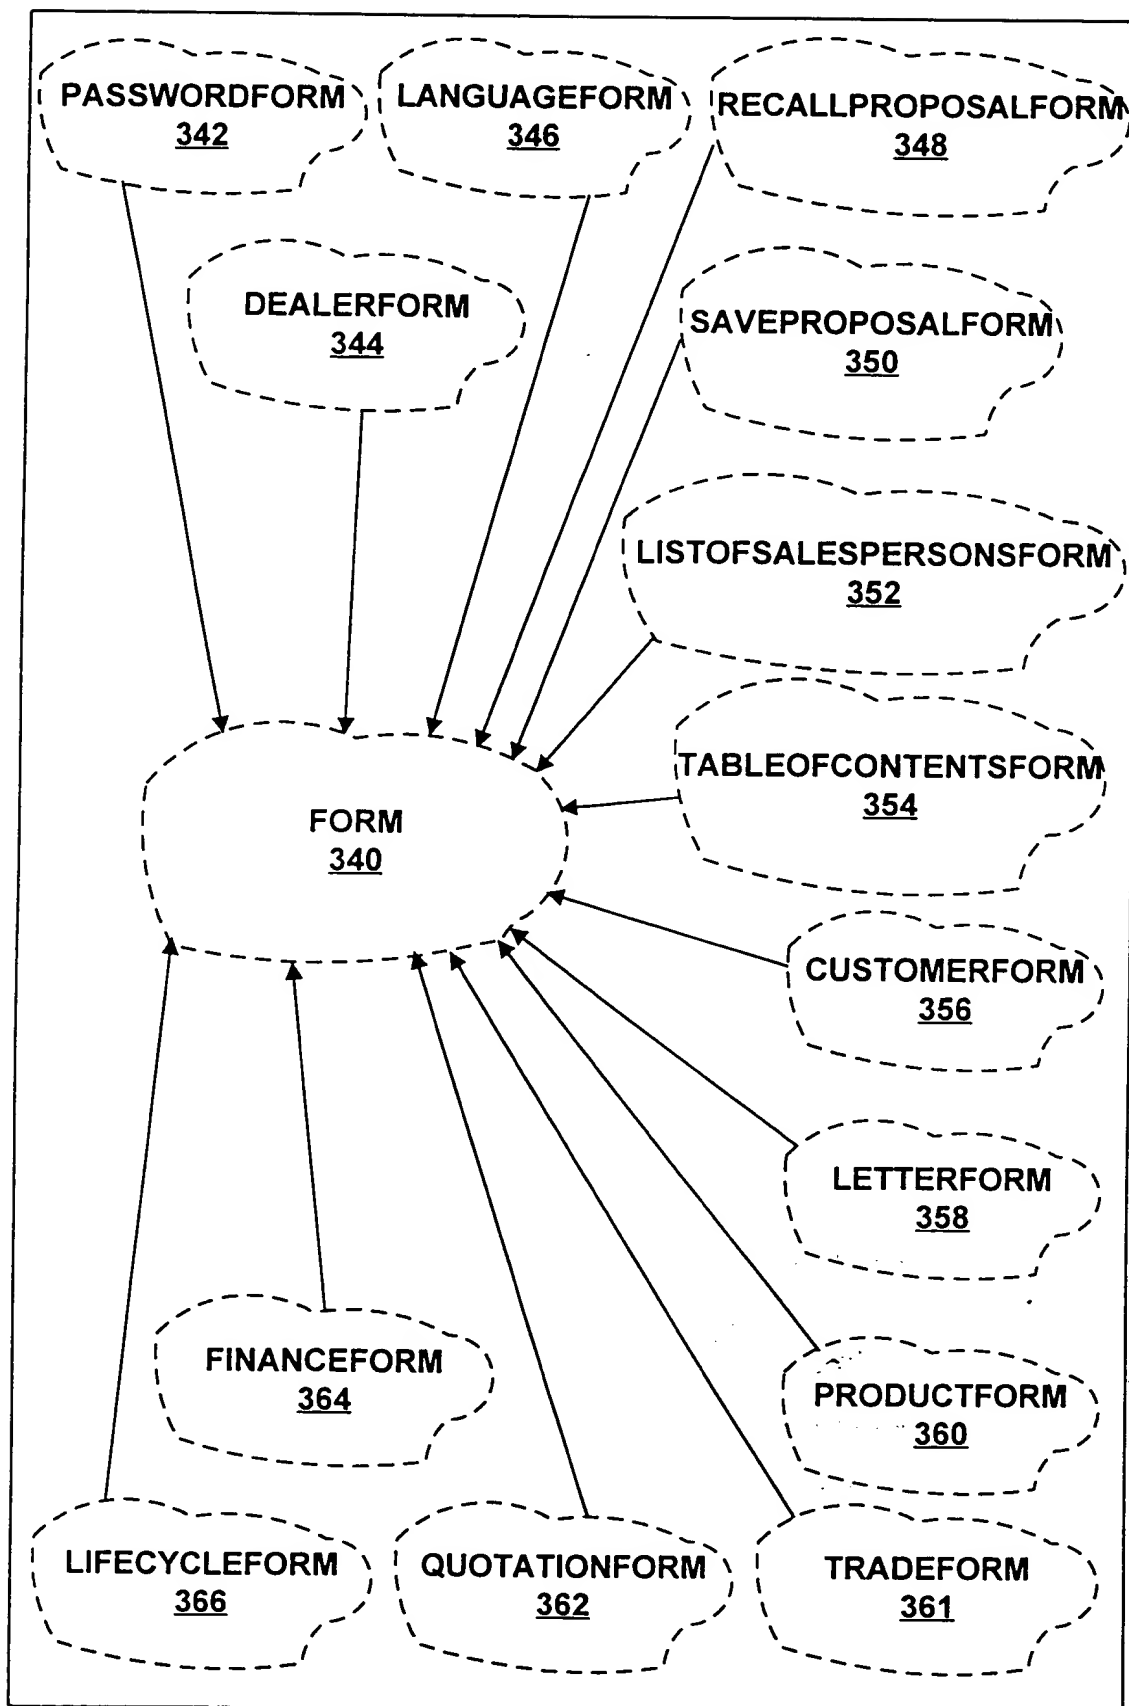 PASSWORDFORM
342
LANGUAGEFORM
346
RECALLPROPOSALFORM
348
DEALERFORM
344
SAVEPROPOSALFORM
350
LISTOFSALESPERSONSFORM
352
TABLEOFCONTENTSFORM
354
FORM
340
CUSTOMERFORM
356
LETTERFORM
358
FINANCEFORM
364
PRODUCTFORM
360
LIFECYCLEFORM
366
QUOTATIONFORM
362
TRADEFORM
361